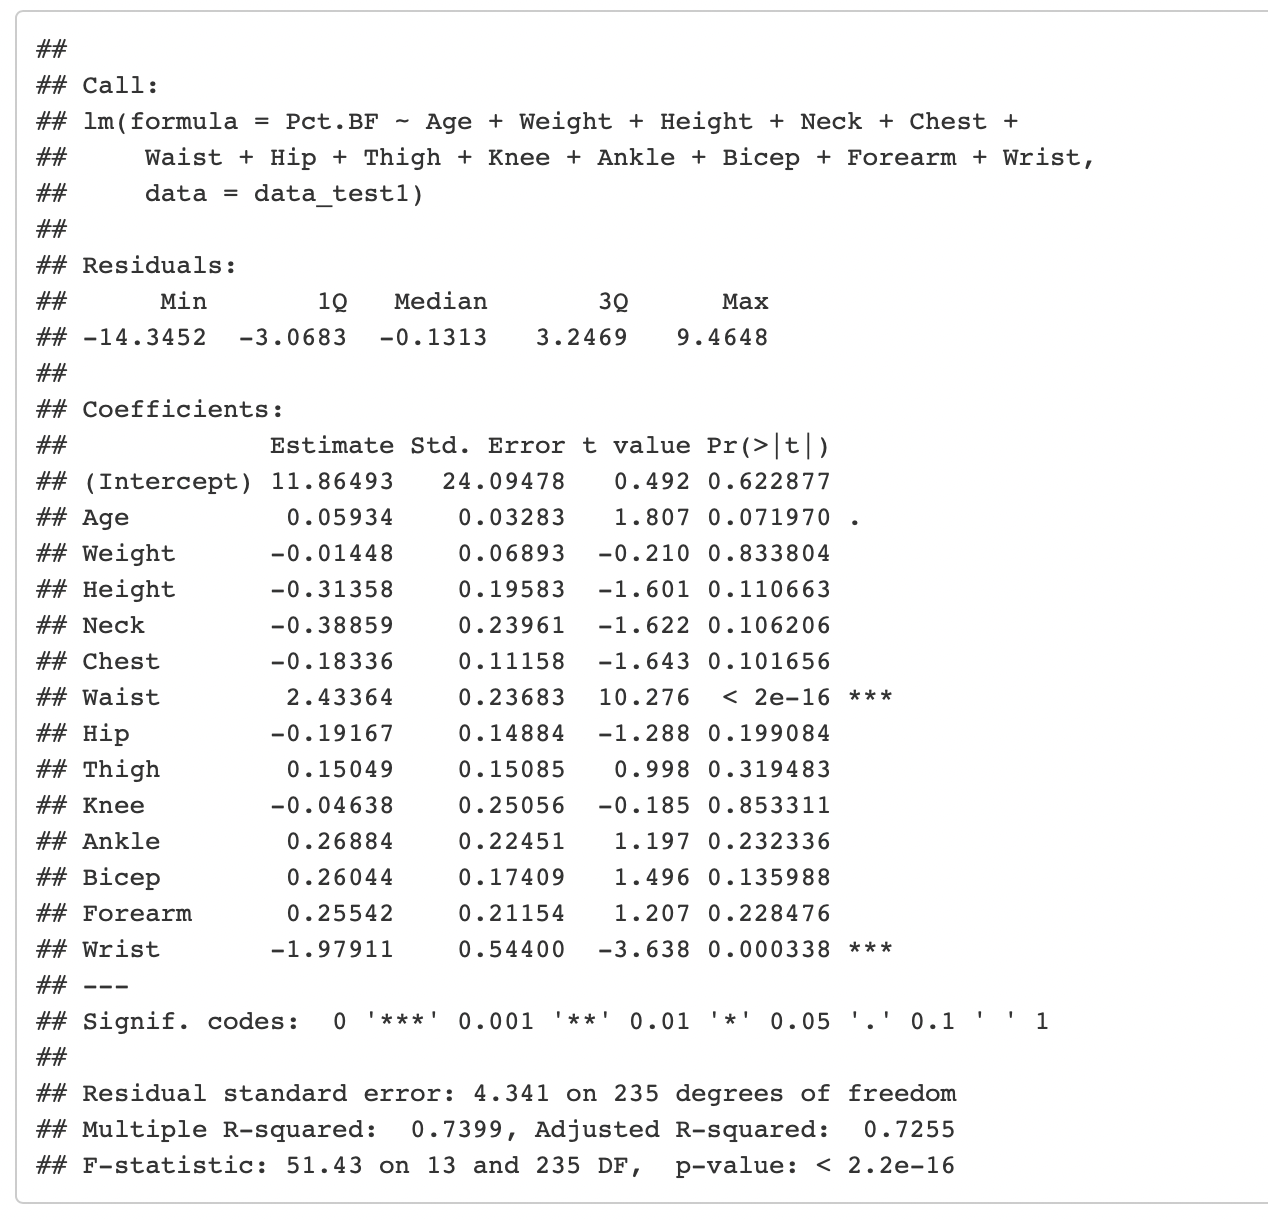 ##
## Call:
## lm(formula = Pct.BF ~ Age + Weight + Height + Neck + Chest +
##     Waist + Hip + Thigh + Knee + Ankle + Bicep + Forearm + Wrist,
##     data = data_test1)
##
## Residuals:
##      Min       1Q   Median       3Q      Max
## -14.3452  -3.0683  -0.1313   3.2469   9.4648
##
## Coefficients:
##             Estimate Std. Error t value Pr(>|t|)
## (Intercept) 11.86493   24.09478   0.492 0.622877
## Age          0.05934    0.03283   1.807 0.071970 .
## Weight      -0.01448    0.06893  -0.210 0.833804
## Height      -0.31358    0.19583  -1.601 0.110663
## Neck        -0.38859    0.23961  -1.622 0.106206
## Chest       -0.18336    0.11158  -1.643 0.101656
## Waist        2.43364    0.23683  10.276  < 2e-16 ***
## Hip         -0.19167    0.14884  -1.288 0.199084
## Thigh        0.15049    0.15085   0.998 0.319483
## Knee        -0.04638    0.25056  -0.185 0.853311
## Ankle        0.26884    0.22451   1.197 0.232336
## Bicep        0.26044    0.17409   1.496 0.135988
## Forearm      0.25542    0.21154   1.207 0.228476
## Wrist       -1.97911    0.54400  -3.638 0.000338 ***
## ---
## Signif. codes:  0 '***' 0.001 '**' 0.01 '*' 0.05 '.' 0.1 ' ' 1
##
## Residual standard error: 4.341 on 235 degrees of freedom
## Multiple R-squared:  0.7399, Adjusted R-squared:  0.7255
## F-statistic: 51.43 on 13 and 235 DF,  p-value: < 2.2e-16